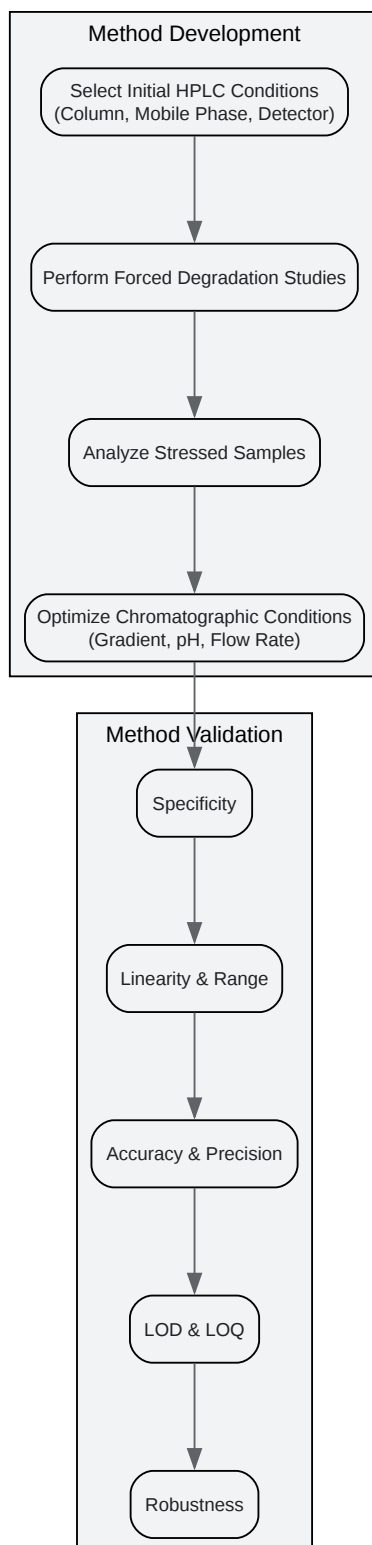 Method Development
Select Initial HPLC Conditions
(Column, Mobile Phase, Detector)
Perform Forced Degradation Studies
Analyze Stressed Samples
Optimize Chromatographic Conditions
(Gradient, pH, Flow Rate)
Method Validation
Specificity
Linearity & Range
Accuracy & Precision
LOD & LOQ
Robustness